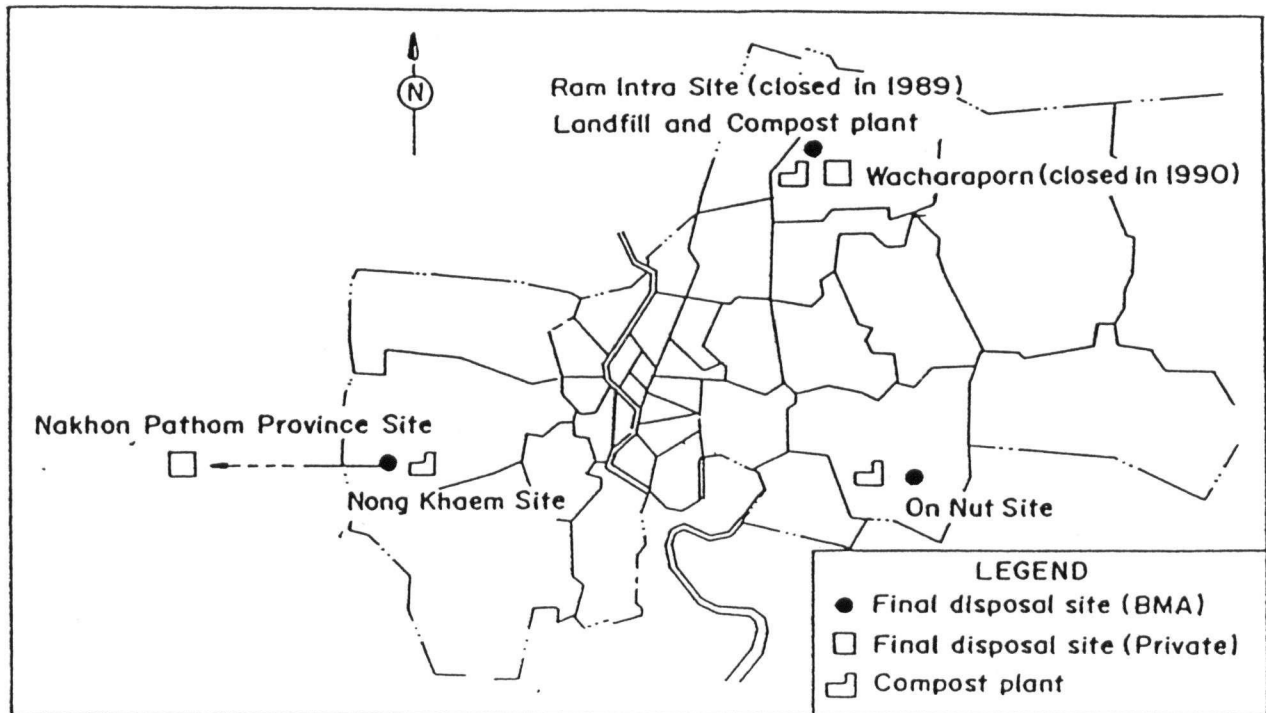 N
Ram Intra Site (closed in 1989)
Landfill and Compost plant
Wacharaporn (closed in 1990)
Nakhon Pathom Province Site
Nong Khaem Site
On Nut Site
LEGEND
Final disposal site (BMA)
Final disposal site (Private)
Compost plant